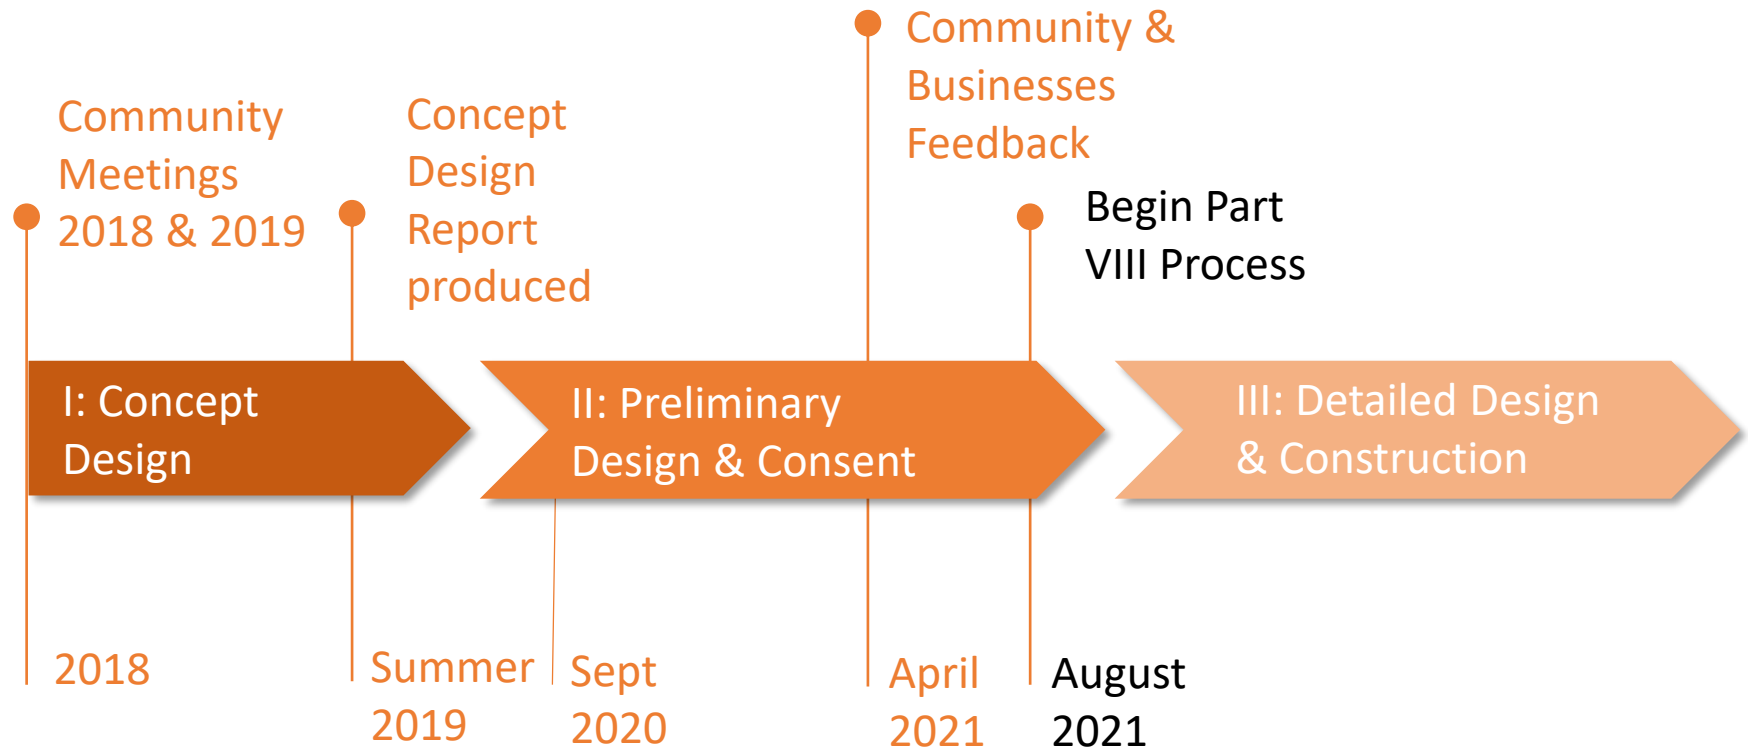 Community
Meetings
2018 & 2019
Concept
Design
Report
produced
Community &
Businesses
Feedback
Begin Part
VIII Process
I: Concept
Design
II: Preliminary
Design & Consent
III: Detailed Design
& Construction
2018
Summer
2019
Sept
2020
April
2021
August
2021